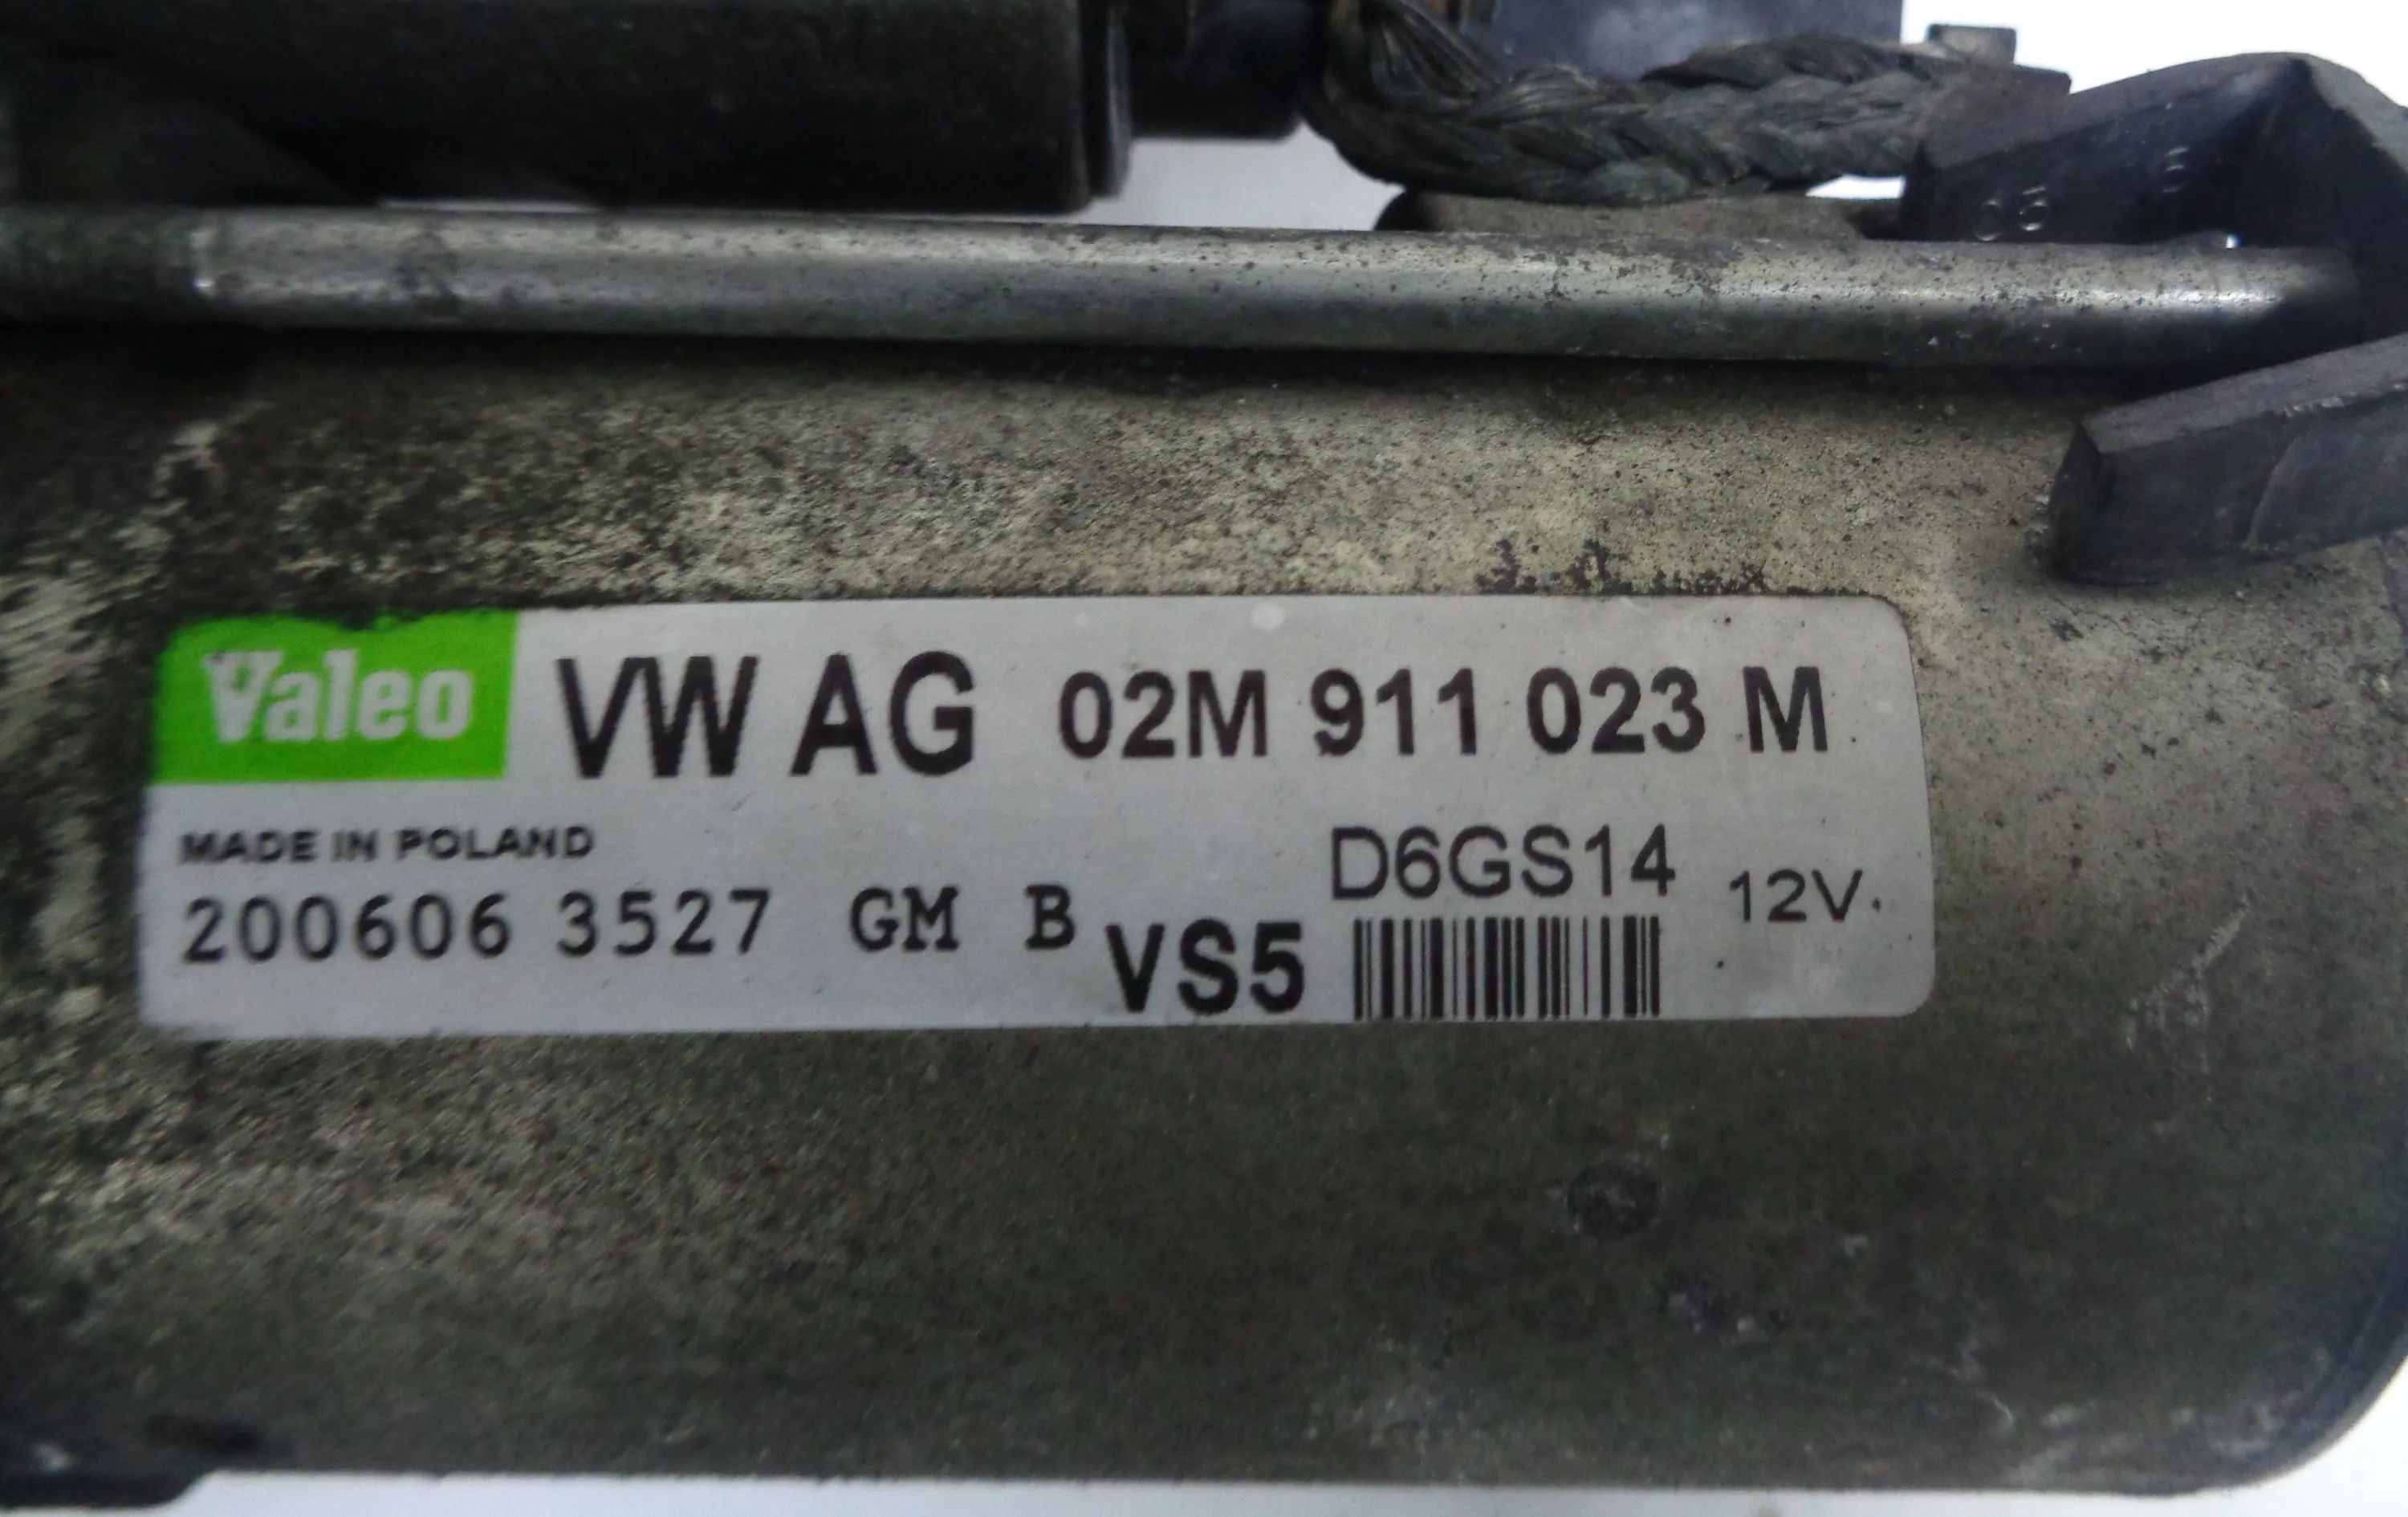 Valeo VW AG 02M 911 023 M
MADE IN POLAND
D6GS14 12V.
200606 3527 GM B VS5